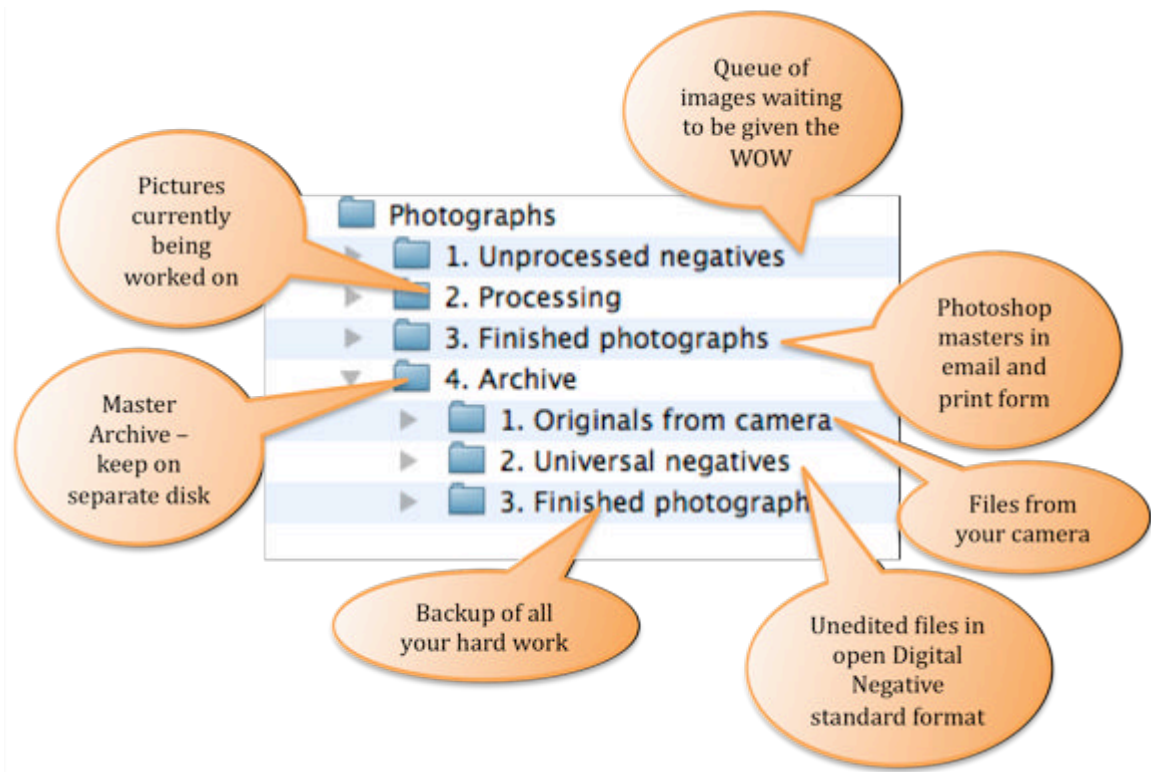 Queue of
images waiting
to be given the
WOW
Pictures
currently
being
worked on
Photographs
1. Unprocessed negatives
2. Processing
3. Finished photographs
4. Archive
1. Originals from camera
2. Universal negatives
3. Finished photograph
Photoshop
masters in
email and
print form
Master
Archive –
keep on
separate disk
Files from
your camera
Backup of all
your hard work
Unedited files in
open Digital
Negative
standard format